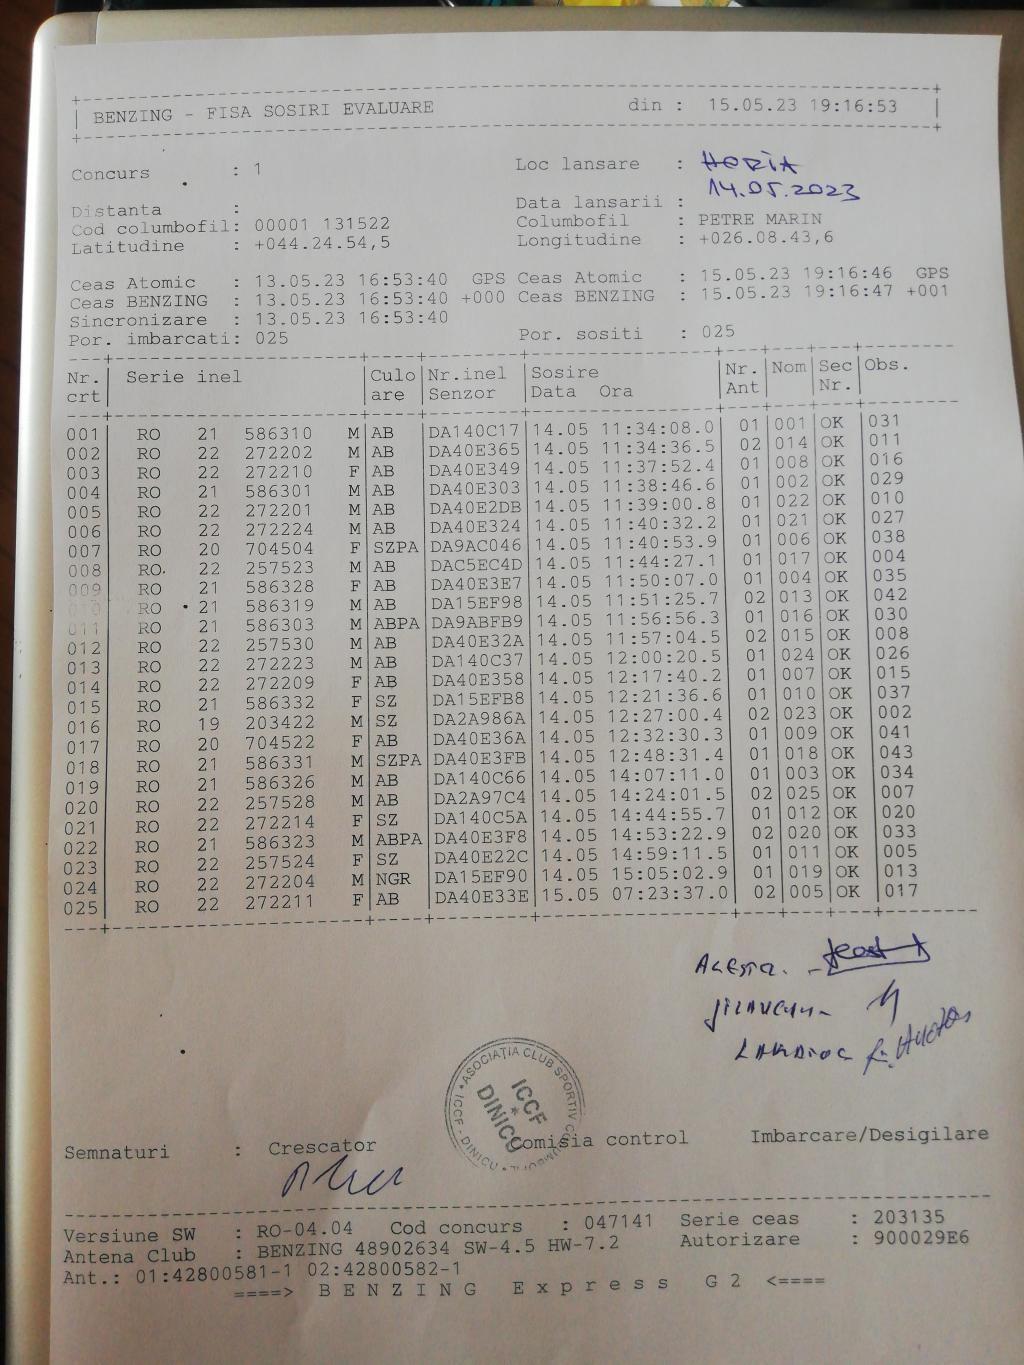 BENZING - FISA SOSIRI EVALUARE din : 15.05.23 19:16:53
Concurs : 1 Loc lansare : HORIA
Distanta : Data lansarii : 14.05.2023
Cod columbofil: 00001 131522 Columbofil : PETRE MARIN
Latitudine : +044.24.54,5 Longitudine : +026.08.43,6
Ceas Atomic : 13.05.23 16:53:40 GPS Ceas Atomic : 15.05.23 19:16:46 GPS
Ceas BENZING : 13.05.23 16:53:40 +000 Ceas BENZING : 15.05.23 19:16:47 +001
Sincronizare : 13.05.23 16:53:40
Por. imbarcati: 025 Por. sositi : 025
Nr. Serie inel Culo Nr.inel Sosire Nr. Nom Sec Obs.
crt are Senzor Data Ora Ant Nr.
001 RO 21 586310 M AB DA140C17 14.05 11:34:08.0 01 001 OK 031
002 RO 22 272202 M AB DA40E365 14.05 11:34:36.5 02 014 OK 011
003 RO 22 272210 F AB DA40E349 14.05 11:37:52.4 01 008 OK 016
004 RO 21 586301 M AB DA40E303 14.05 11:38:46.6 01 002 OK 029
005 RO 22 272201 M AB DA40E2DB 14.05 11:39:00.8 01 022 OK 010
006 RO 22 272224 M AB DA40E324 14.05 11:40:32.2 01 021 OK 027
007 RO 20 704504 F SZPA DA9AC046 14.05 11:40:53.9 01 006 OK 038
008 RO 22 257523 M AB DAC5EC4D 14.05 11:44:27.1 01 017 OK 004
009 RO 21 586328 F AB DA40E3E7 14.05 11:50:07.0 01 004 OK 035
010 RO 21 586319 M AB DA15EF98 14.05 11:51:25.7 02 013 OK 042
011 RO 21 586303 M ABPA DA9ABFB9 14.05 11:56:56.3 01 016 OK 030
012 RO 22 257530 M AB DA40E32A 14.05 11:57:04.5 02 015 OK 008
013 RO 22 272223 M AB DA140C37 14.05 12:00:20.5 01 024 OK 026
014 RO 22 272209 F AB DA40E358 14.05 12:17:40.2 01 007 OK 015
015 RO 21 586332 F SZ DA15EFB8 14.05 12:21:36.6 01 010 OK 037
016 RO 19 203422 M SZ DA2A986A 14.05 12:27:00.4 02 023 OK 002
017 RO 20 704522 F AB DA40E36A 14.05 12:32:30.3 01 009 OK 041
018 RO 21 586331 M SZPA DA40E3FB 14.05 12:48:31.4 01 018 OK 043
019 RO 21 586326 M AB DA140C66 14.05 14:07:11.0 01 003 OK 034
020 RO 22 257528 M AB DA2A97C4 14.05 14:24:01.5 02 025 OK 007
021 RO 22 272214 F SZ DA140C5A 14.05 14:44:55.7 01 012 OK 020
022 RO 21 586323 M ABPA DA40E3F8 14.05 14:53:22.9 02 020 OK 033
023 RO 22 257524 F SZ DA40E22C 14.05 14:59:11.5 01 011 OK 005
024 RO 22 272204 M NGR DA15EF90 14.05 15:05:02.9 01 019 OK 013
025 RO 22 272211 F AB DA40E33E 15.05 07:23:37.0 02 005 OK 017
ASOCIAȚIA CLUB SPORTIV
ICCF
DINICU
ICCF - DINICU
Semnaturi : Crescator Comisia control Imbarcare/Desigilare
Versiune SW : RO-04.04 Cod concurs : 047141 Serie ceas : 203135
Antena Club : BENZING 48902634 SW-4.5 HW-7.2 Autorizare : 900029E6
Ant.: 01:42800581-1 02:42800582-1
====> BENZING Express G2 <====